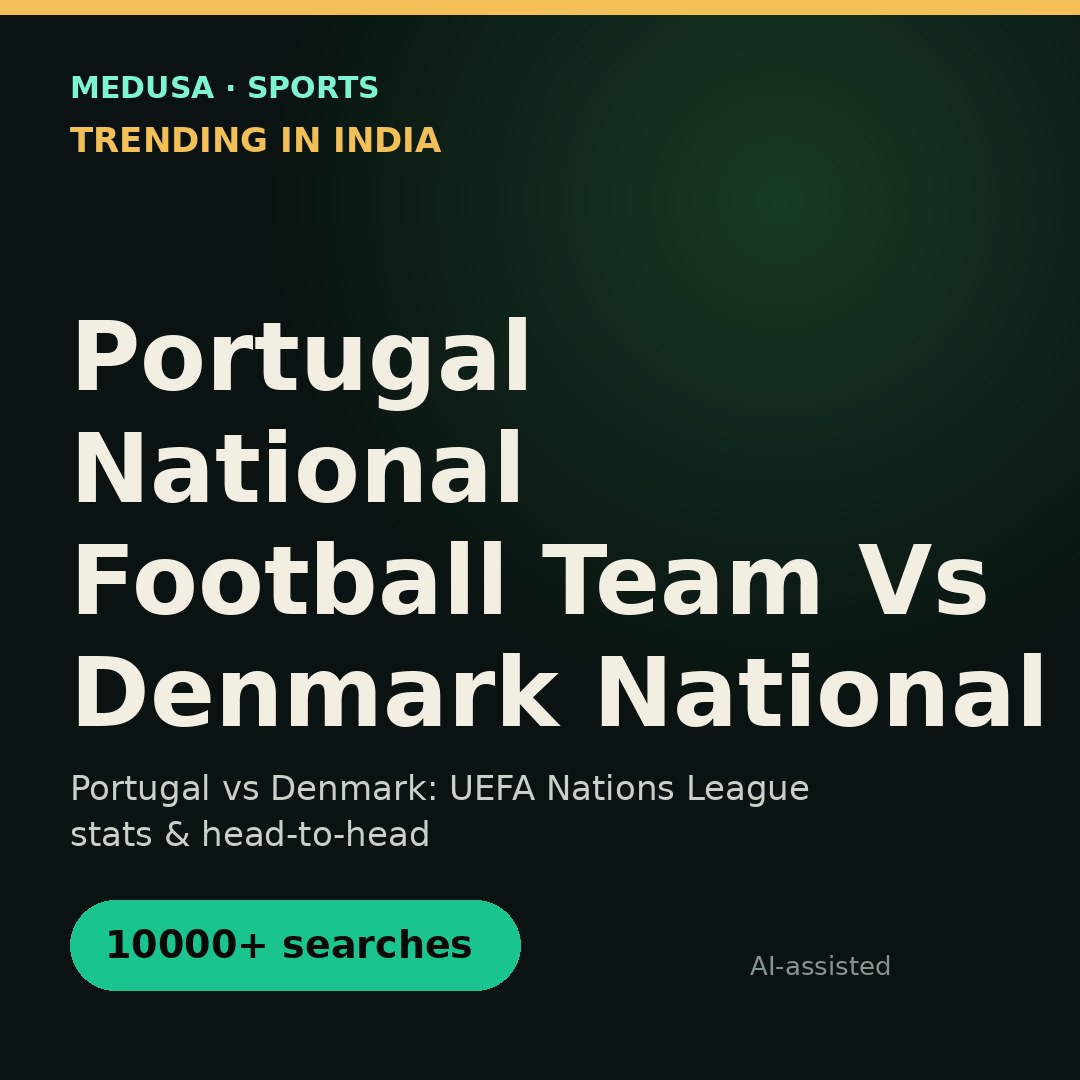 MEDUSA · SPORTS
TRENDING IN INDIA
Portugal
National
Football Team Vs
Denmark National
Portugal vs Denmark: UEFA Nations League
stats & head-to-head
10000+ searches
AI-assisted